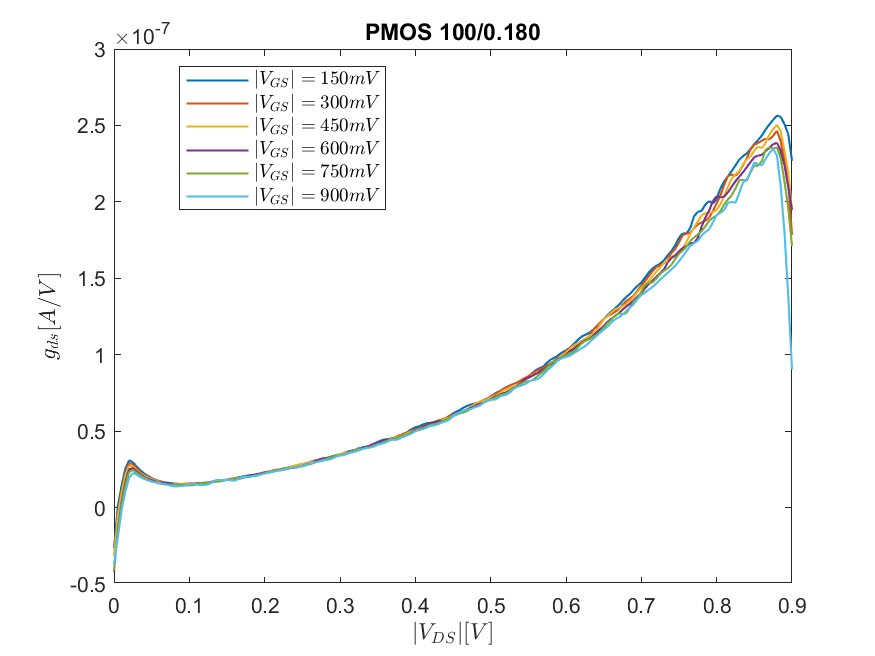 PMOS 100/0.180
×10⁻⁷
3
2.5
2
1.5
1
0.5
0
-0.5
g_ds[A/V]
|V_GS| = 150mV
|V_GS| = 300mV
|V_GS| = 450mV
|V_GS| = 600mV
|V_GS| = 750mV
|V_GS| = 900mV
0 0.1 0.2 0.3 0.4 0.5 0.6 0.7 0.8 0.9
|V_DS|[V]